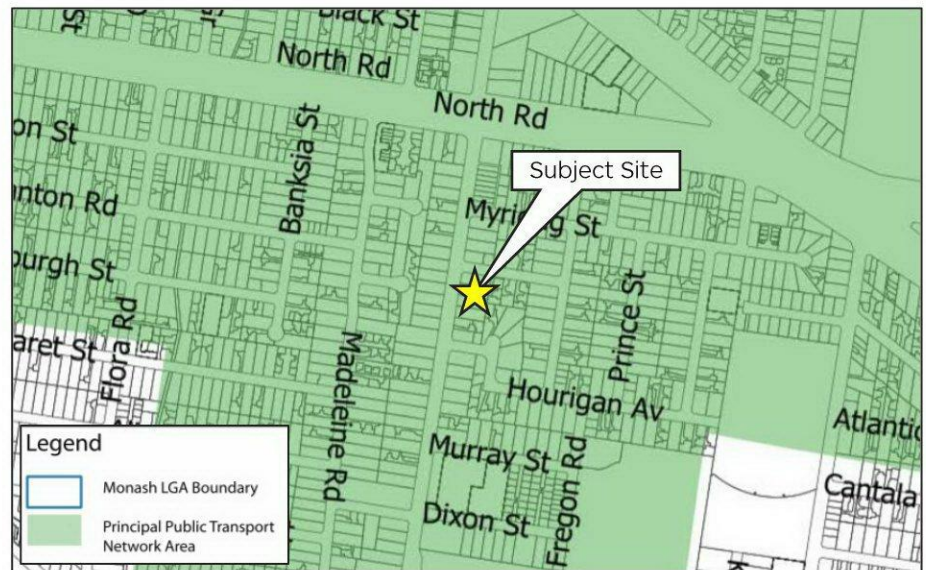 St
Black St
North Rd
North Rd
on St
Banksia St
Subject Site
nton Rd
St
burgh St
Prince St
Flora Rd
aret St
Madeleine Rd
Hourigan Av
Atlantic
Murray St
Fregon Rd
Cantala
Dixon St
Legend
Monash LGA Boundary
Principal Public Transport
Network Area